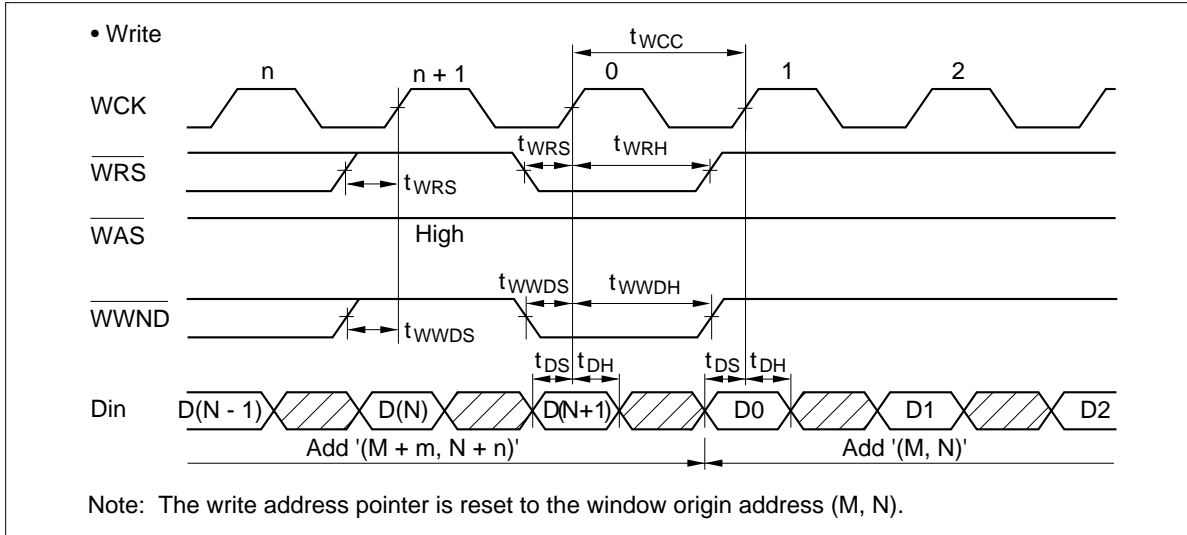 • Write
tWCC
n n + 1 0 1 2
WCK
tWRS tWRH
WRS
tWRS
WAS
High
tWWDS tWWDH
WWND
tWWDS
tDS tDH tDS tDH
Din D(N - 1) D(N) D(N+1) D0 D1 D2
Add '(M + m, N + n)' Add '(M, N)'
Note: The write address pointer is reset to the window origin address (M, N).